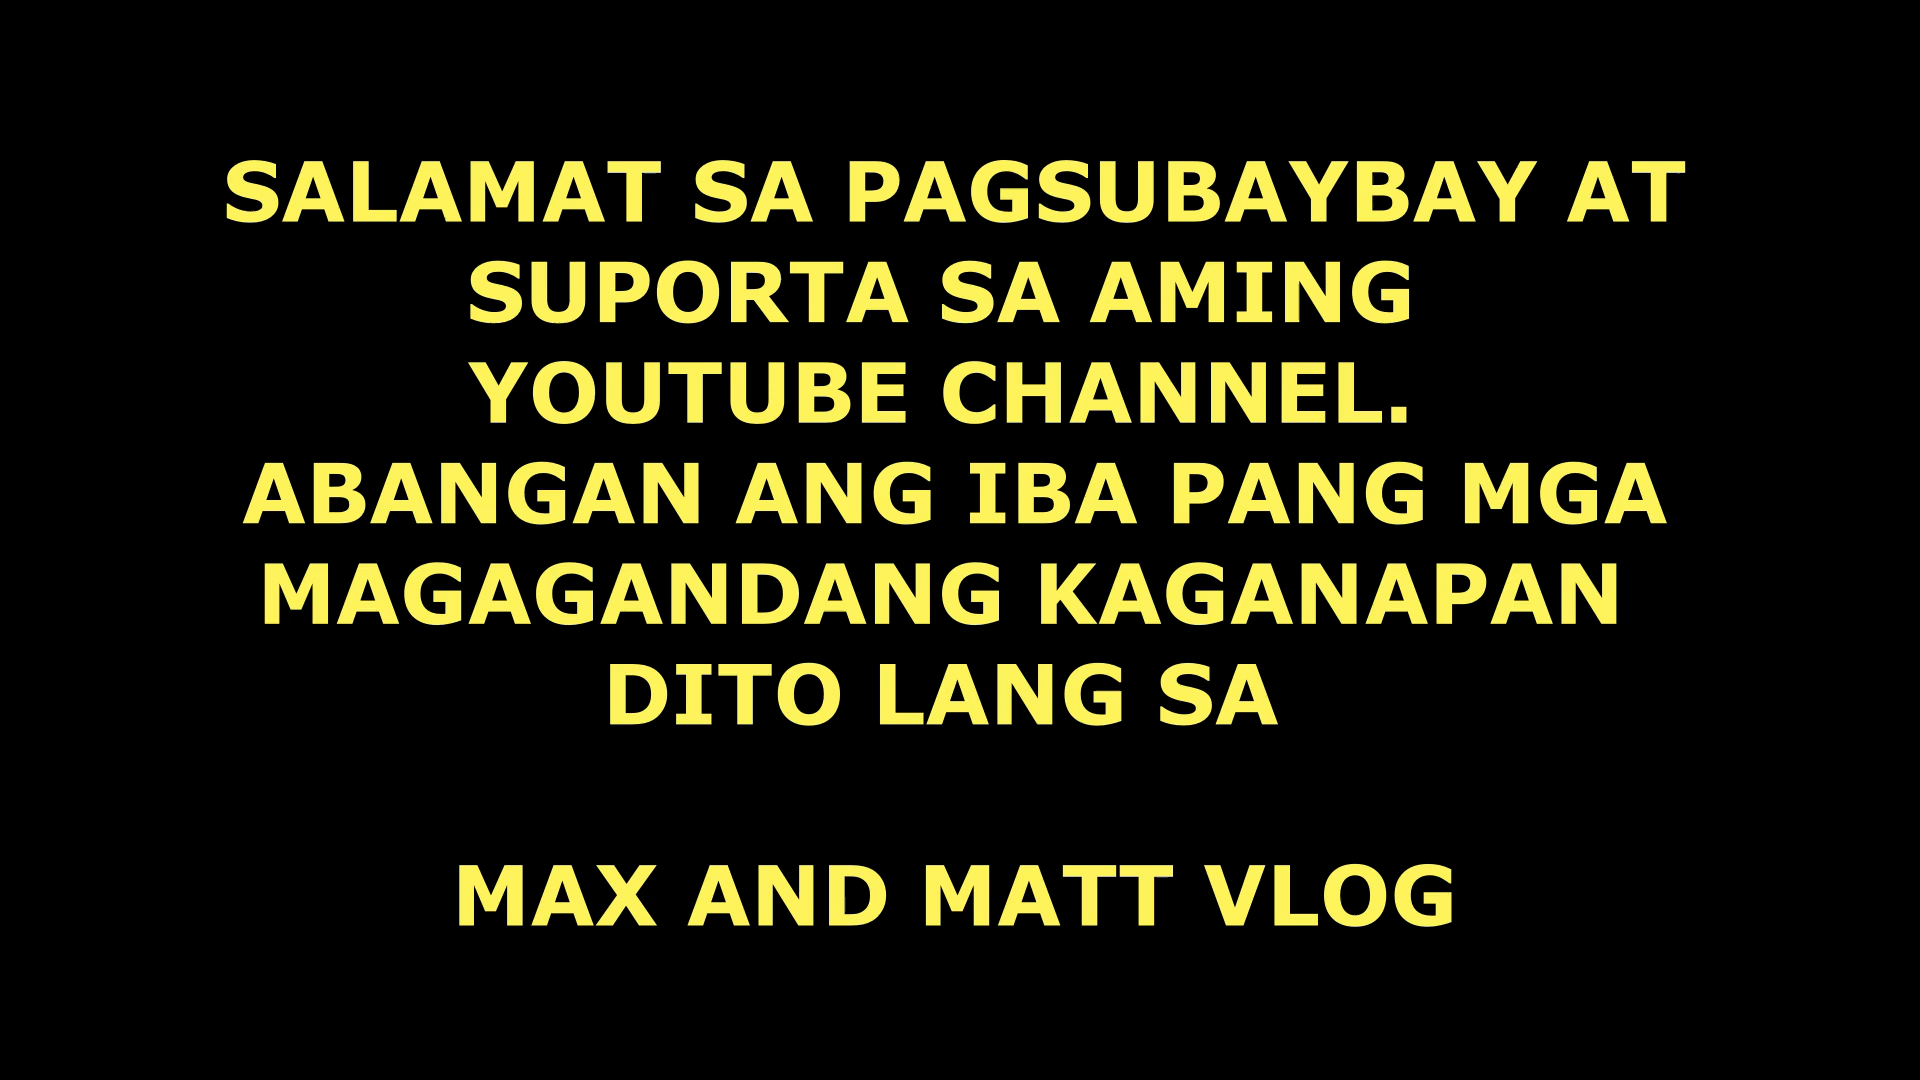 SALAMAT SA PAGSUBAYBAY AT
SUPORTA SA AMING
YOUTUBE CHANNEL.
ABANGAN ANG IBA PANG MGA
MAGAGANDANG KAGANAPAN
DITO LANG SA
MAX AND MATT VLOG